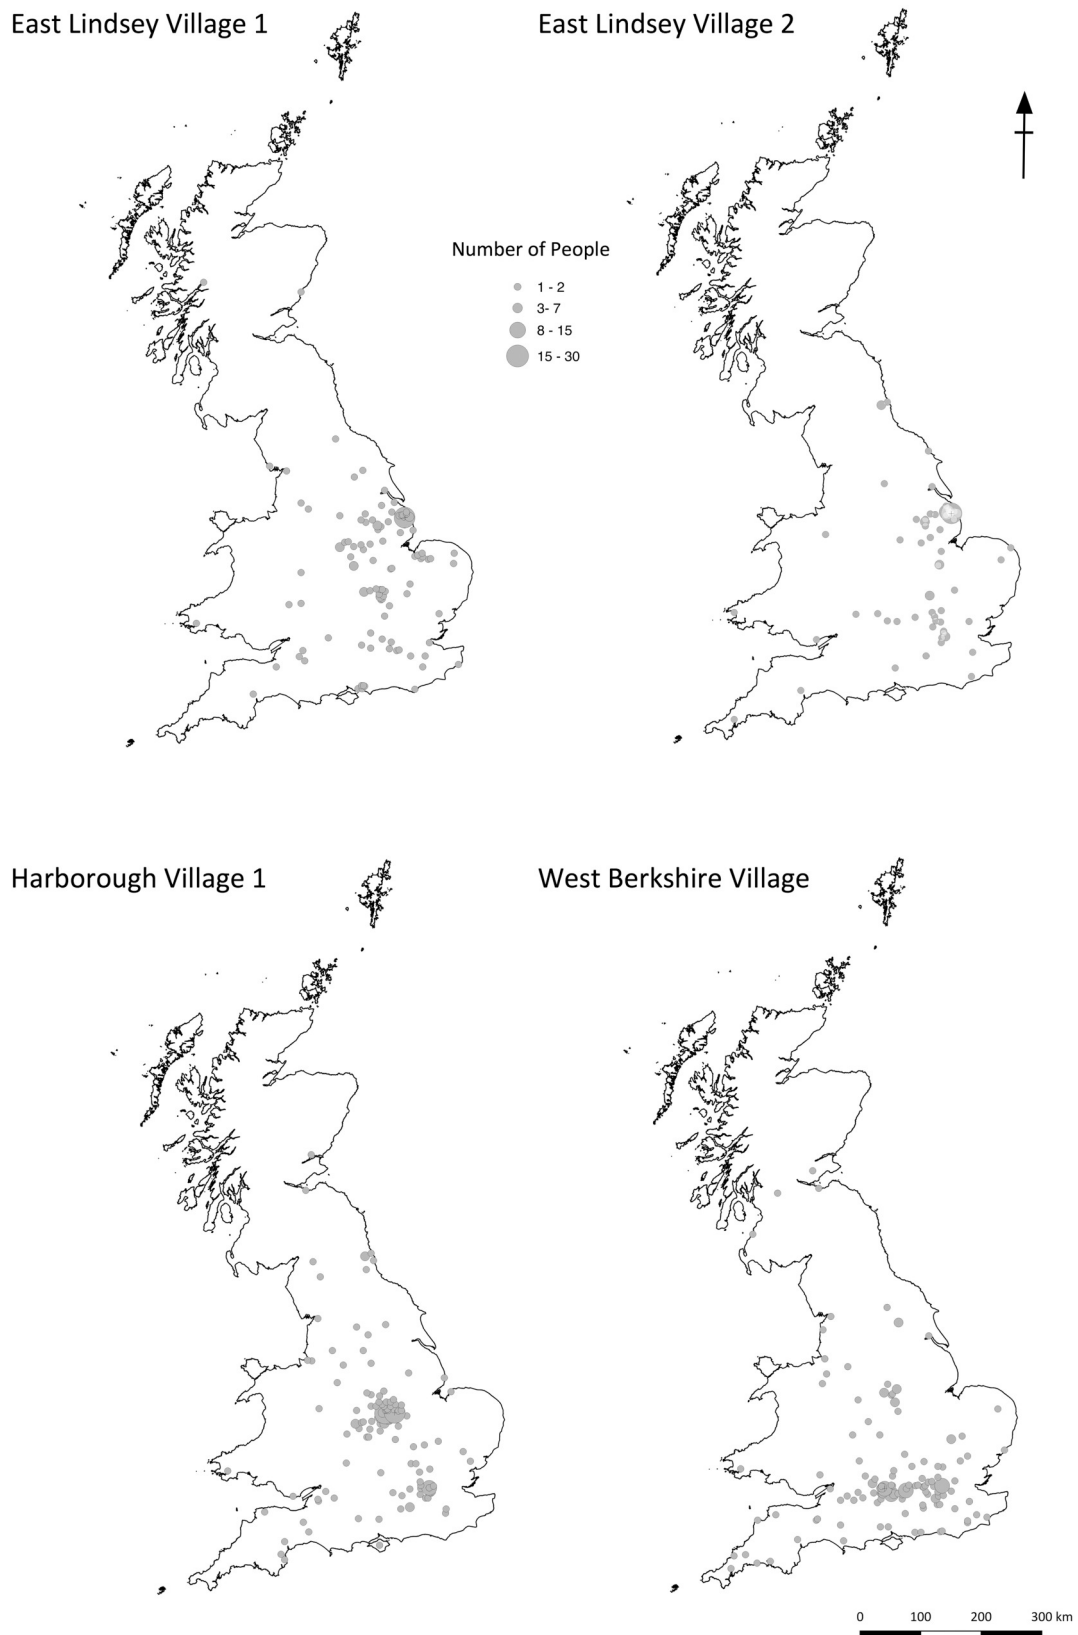 East Lindsey Village 1
East Lindsey Village 2
Number of People
1 - 2
3- 7
8 - 15
15 - 30
Harborough Village 1
West Berkshire Village
0 100 200 300 km